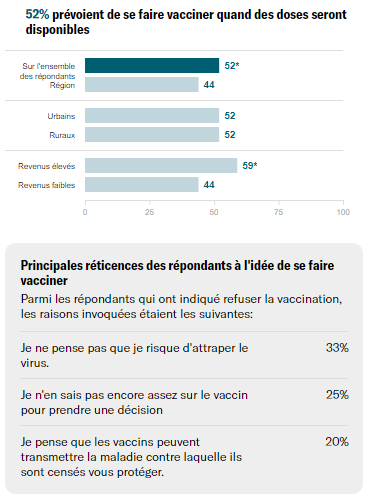 52% prévoient de se faire vacciner quand des doses seront
disponibles
Sur l'ensemble
des répondants
52*
Région
44
Urbains
52
Ruraux
52
Revenus élevés
59*
Revenus faibles
44
0
25
50
75
100
Principales réticences des répondants à l'idée de se faire
vacciner
Parmi les répondants qui ont indiqué refuser la vaccination,
les raisons invoquées étaient les suivantes:
Je ne pense pas que je risque d'attraper le
virus.
33%
Je n'en sais pas encore assez sur le vaccin
pour prendre une décision
25%
Je pense que les vaccins peuvent
transmettre la maladie contre laquelle ils
sont censés vous protéger.
20%